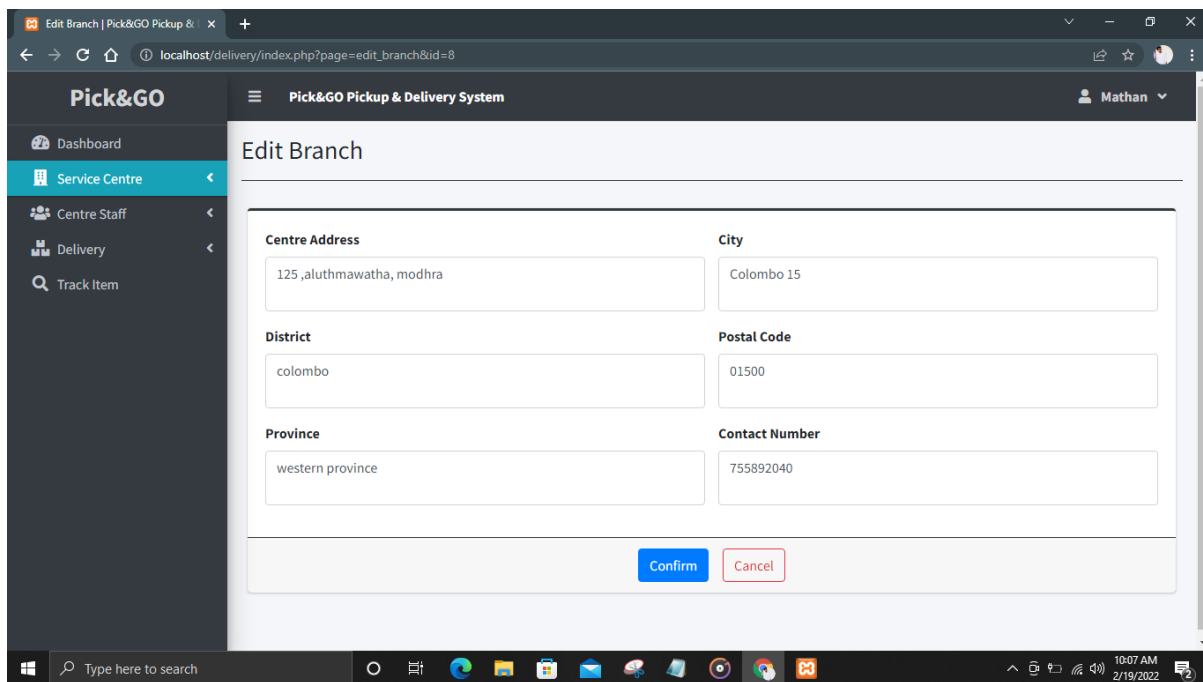 Edit Branch | Pick&GO Pickup &
localhost/delivery/index.php?page=edit_branch&id=8
Pick&GO
Pick&GO Pickup & Delivery System
Mathan
Dashboard
Service Centre
Centre Staff
Delivery
Track Item
Edit Branch
Centre Address
City
125 ,aluthmawatha, modhra
Colombo 15
District
Postal Code
colombo
01500
Province
Contact Number
western province
755892040
Confirm
Cancel
Type here to search
10:07 AM
2/19/2022
2